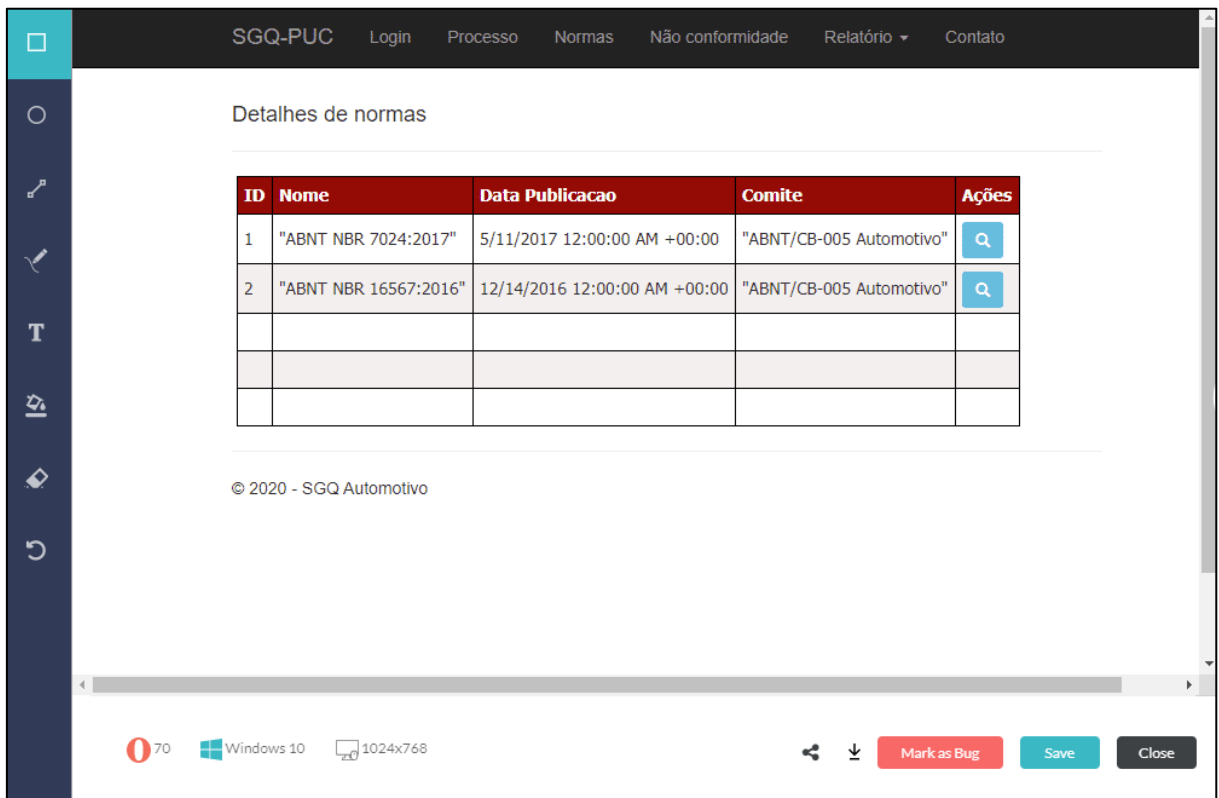 SGQ-PUC Login Processo Normas Não conformidade Relatório Contato
Detalhes de normas
ID Nome Data Publicacao Comite Ações
1 "ABNT NBR 7024:2017" 5/11/2017 12:00:00 AM +00:00 "ABNT/CB-005 Automotivo"
2 "ABNT NBR 16567:2016" 12/14/2016 12:00:00 AM +00:00 "ABNT/CB-005 Automotivo"
© 2020 - SGQ Automotivo
T
70 Windows 10 1024x768 Mark as Bug Save Close